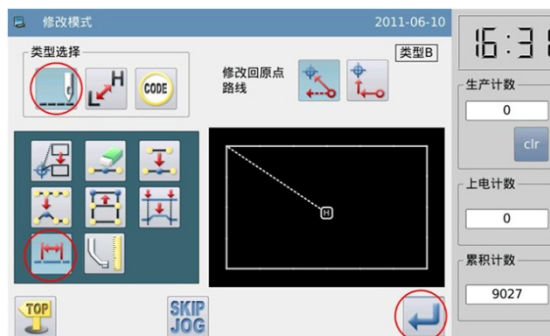 修改模式 2011-06-10
类型选择
L H
CODE
修改回原点
路线
类型B
H
生产计数
0
clr
上电计数
0
累积计数
9027
TOP
SKIP
JOG